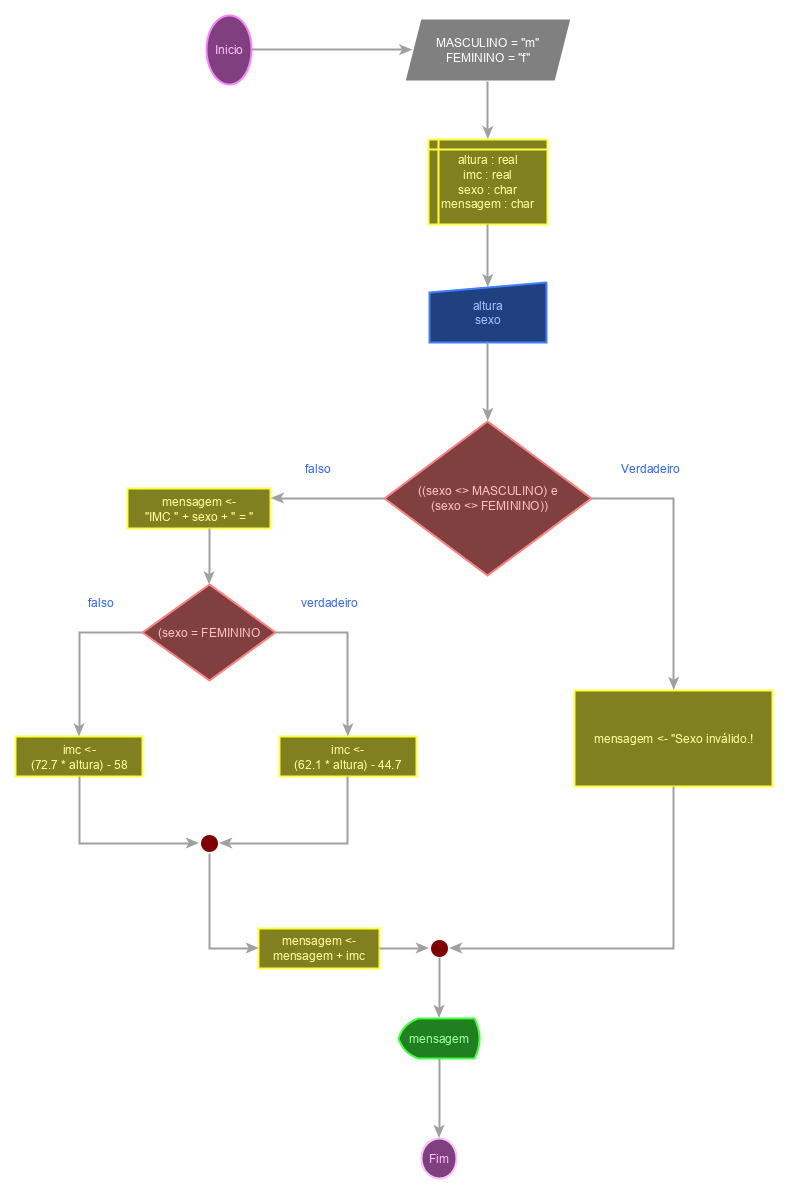 Inicio
MASCULINO = "m"
FEMININO = "f"
altura : real
imc : real
sexo : char
mensagem : char
altura
sexo
((sexo <> MASCULINO) e
(sexo <> FEMININO))
falso
Verdadeiro
mensagem <-
"IMC " + sexo + " = "
(sexo = FEMININO
falso
verdadeiro
imc <-
(72.7 * altura) - 58
imc <-
(62.1 * altura) - 44.7
mensagem <- "Sexo inválido.!
mensagem <-
mensagem + imc
mensagem
Fim